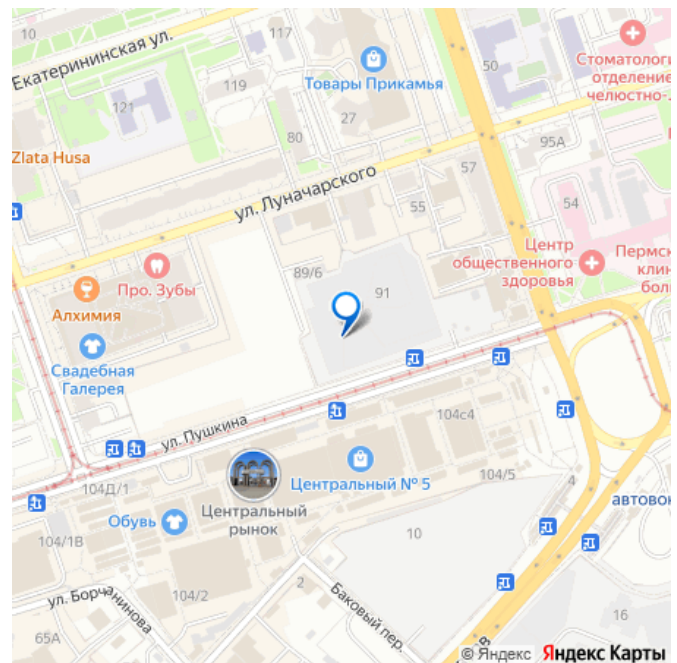 10
117
Екатерининская ул.
119
Товары Прикамья
50
Стоматологи
отделение
челюстно-
121
27
80
95А
Zlata Husa
ул. Луначарского
57
55
54
Центр
общественного
здоровья
Пермск
клин
боль
89/6
91
Про. Зубы
Алхимия
Свадебная
Галерея
ул. Пушкина
104с4
104Д/1
Центральный № 5
104/5
4
автовок
Обувь
Центральный
рынок
104/1В
10
104/2
2
ул. Борчанинова
Баковый пер.
16
65А
В
© Яндекс Яндекс Карты